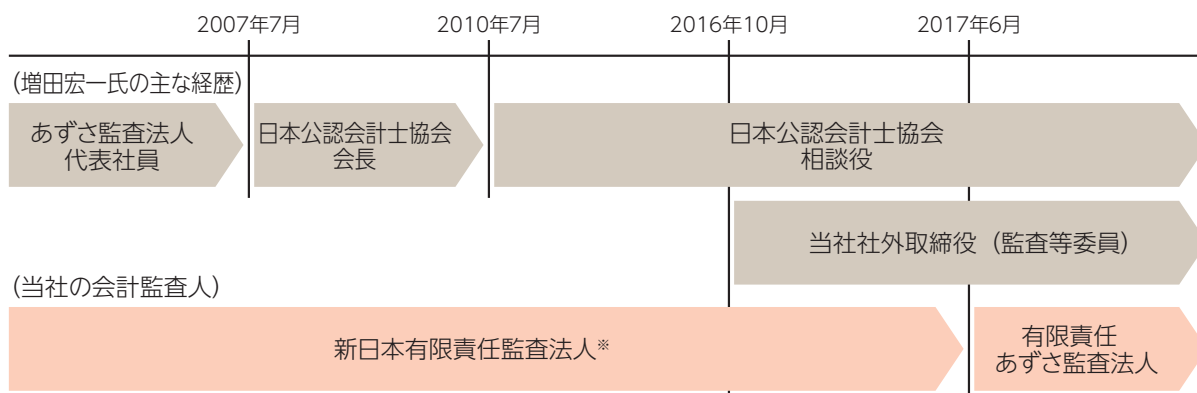 2007年7月
2010年7月
2016年10月
2017年6月
(増田宏一氏の主な経歴)
あずさ監査法人
代表社員
日本公認会計士協会
会長
日本公認会計士協会
相談役
当社社外取締役（監査等委員）
(当社の会計監査人)
新日本有限責任監査法人※
有限責任
あずさ監査法人